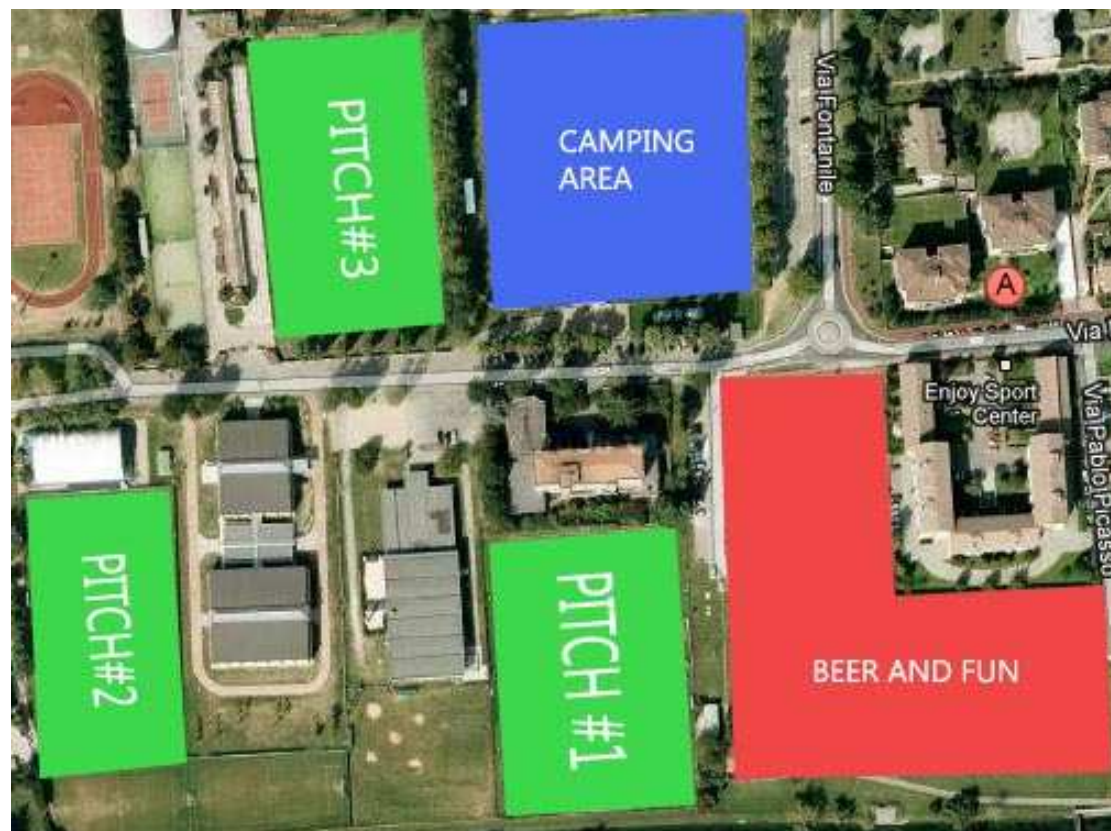 PITCH#3
CAMPING
AREA
Via Fontanile
A
Via
Enjoy Sport
Center
Via Pablo Picasso
PITCH#2
PITCH #1
BEER AND FUN